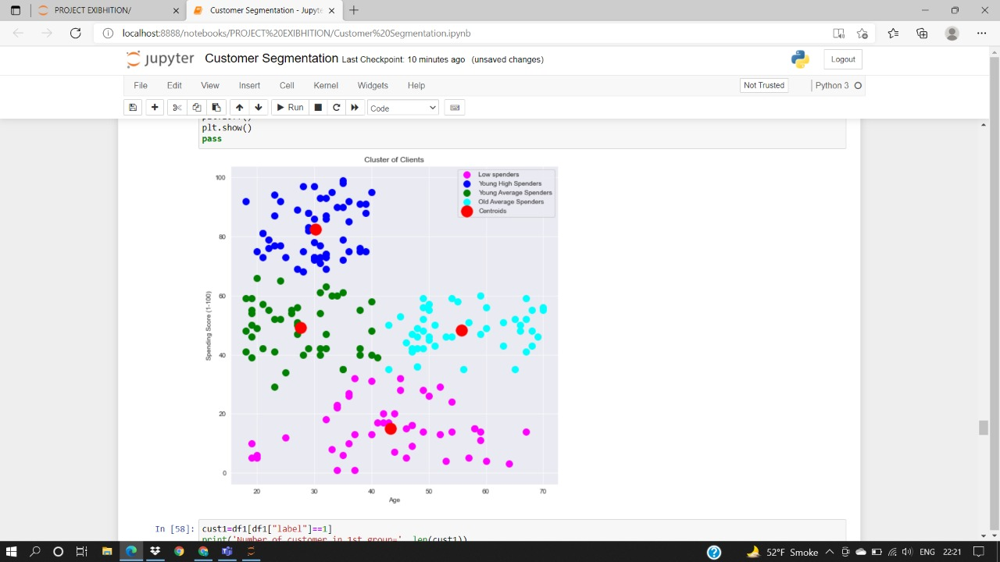 PROJECT EXIBHITION/
Customer Segmentation - Jupyte
localhost:8888/notebooks/PROJECT%20EXIBHITION/Customer%20Segmentation.ipynb
jupyter Customer Segmentation Last Checkpoint: 10 minutes ago (unsaved changes)
Logout
File Edit View Insert Cell Kernel Widgets Help
Not Trusted
Python 3
Run
Code
plt.show()
pass
Cluster of Clients
Low spenders
Young High Spenders
Young Average Spenders
Old Average Spenders
Centroids
100
80
60
40
20
0
Spending Score (1-100)
20 30 40 50 60 70
Age
In [58]: cust1=df1[df1["label"]==1]
print('Number of customer in 1st group=', len(cust1))
52°F Smoke
ENG
22:21